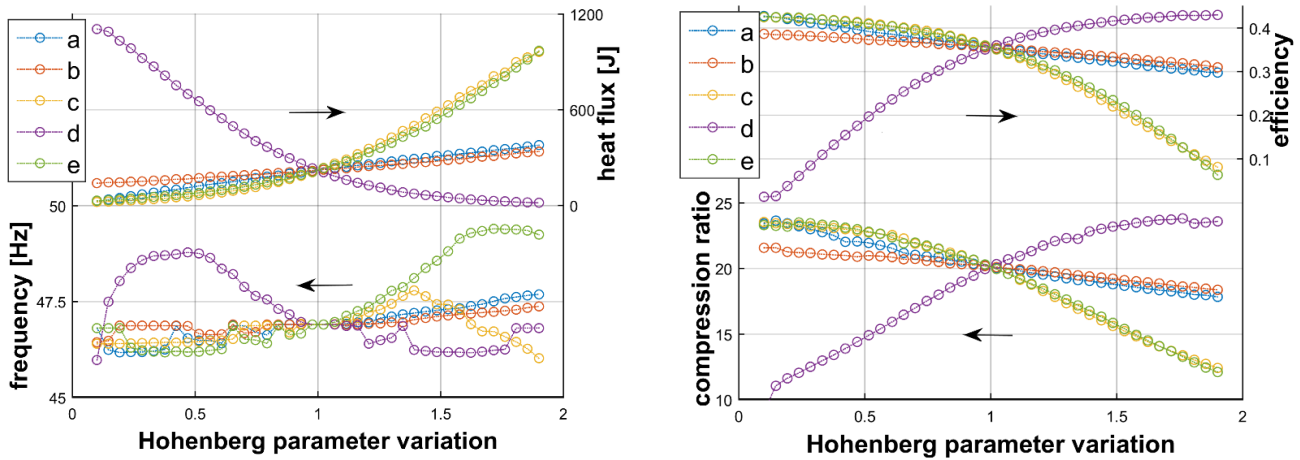 a
b
c
d
e
1200
600
0
heat flux [J]
50
47.5
45
frequency [Hz]
0
0.5
1
1.5
2
Hohenberg parameter variation
a
b
c
d
e
0.4
0.3
0.2
0.1
efficiency
25
20
15
10
compression ratio
0
0.5
1
1.5
2
Hohenberg parameter variation